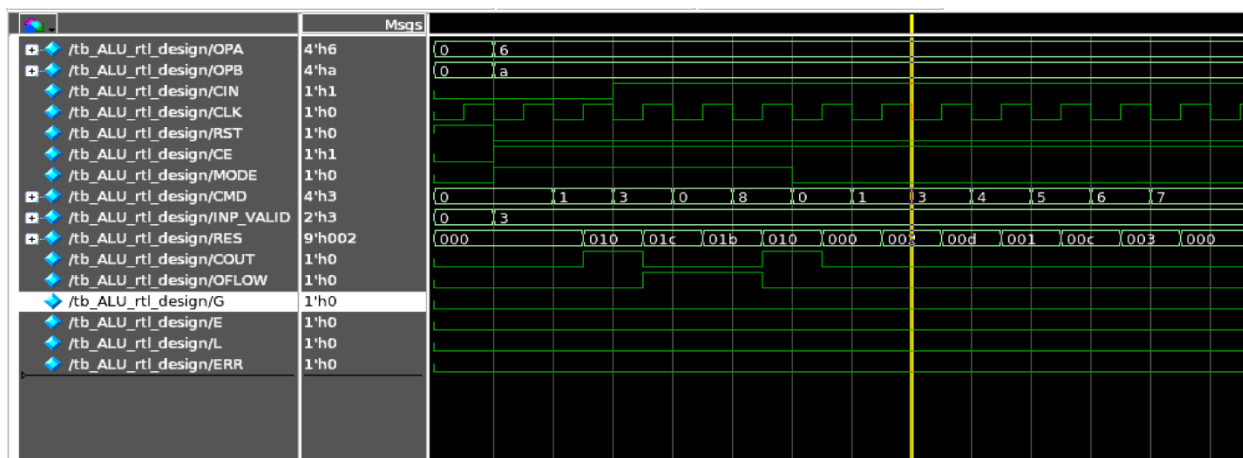 Msgs
/tb_ALU_rtl_design/OPA 4'h6 0 6
/tb_ALU_rtl_design/OPB 4'ha 0 a
/tb_ALU_rtl_design/CIN 1'h1
/tb_ALU_rtl_design/CLK 1'h0
/tb_ALU_rtl_design/RST 1'h0
/tb_ALU_rtl_design/CE 1'h1
/tb_ALU_rtl_design/MODE 1'h0
/tb_ALU_rtl_design/CMD 4'h3 0 1 3 0 8 0 1 3 4 5 6 7
/tb_ALU_rtl_design/INP_VALID 2'h3 0 3
/tb_ALU_rtl_design/RES 9'h002 000 010 01c 01b 010 000 00d 001 00c 003 000
/tb_ALU_rtl_design/COUT 1'h0
/tb_ALU_rtl_design/OFLOW 1'h0
/tb_ALU_rtl_design/G 1'h0
/tb_ALU_rtl_design/E 1'h0
/tb_ALU_rtl_design/L 1'h0
/tb_ALU_rtl_design/ERR 1'h0